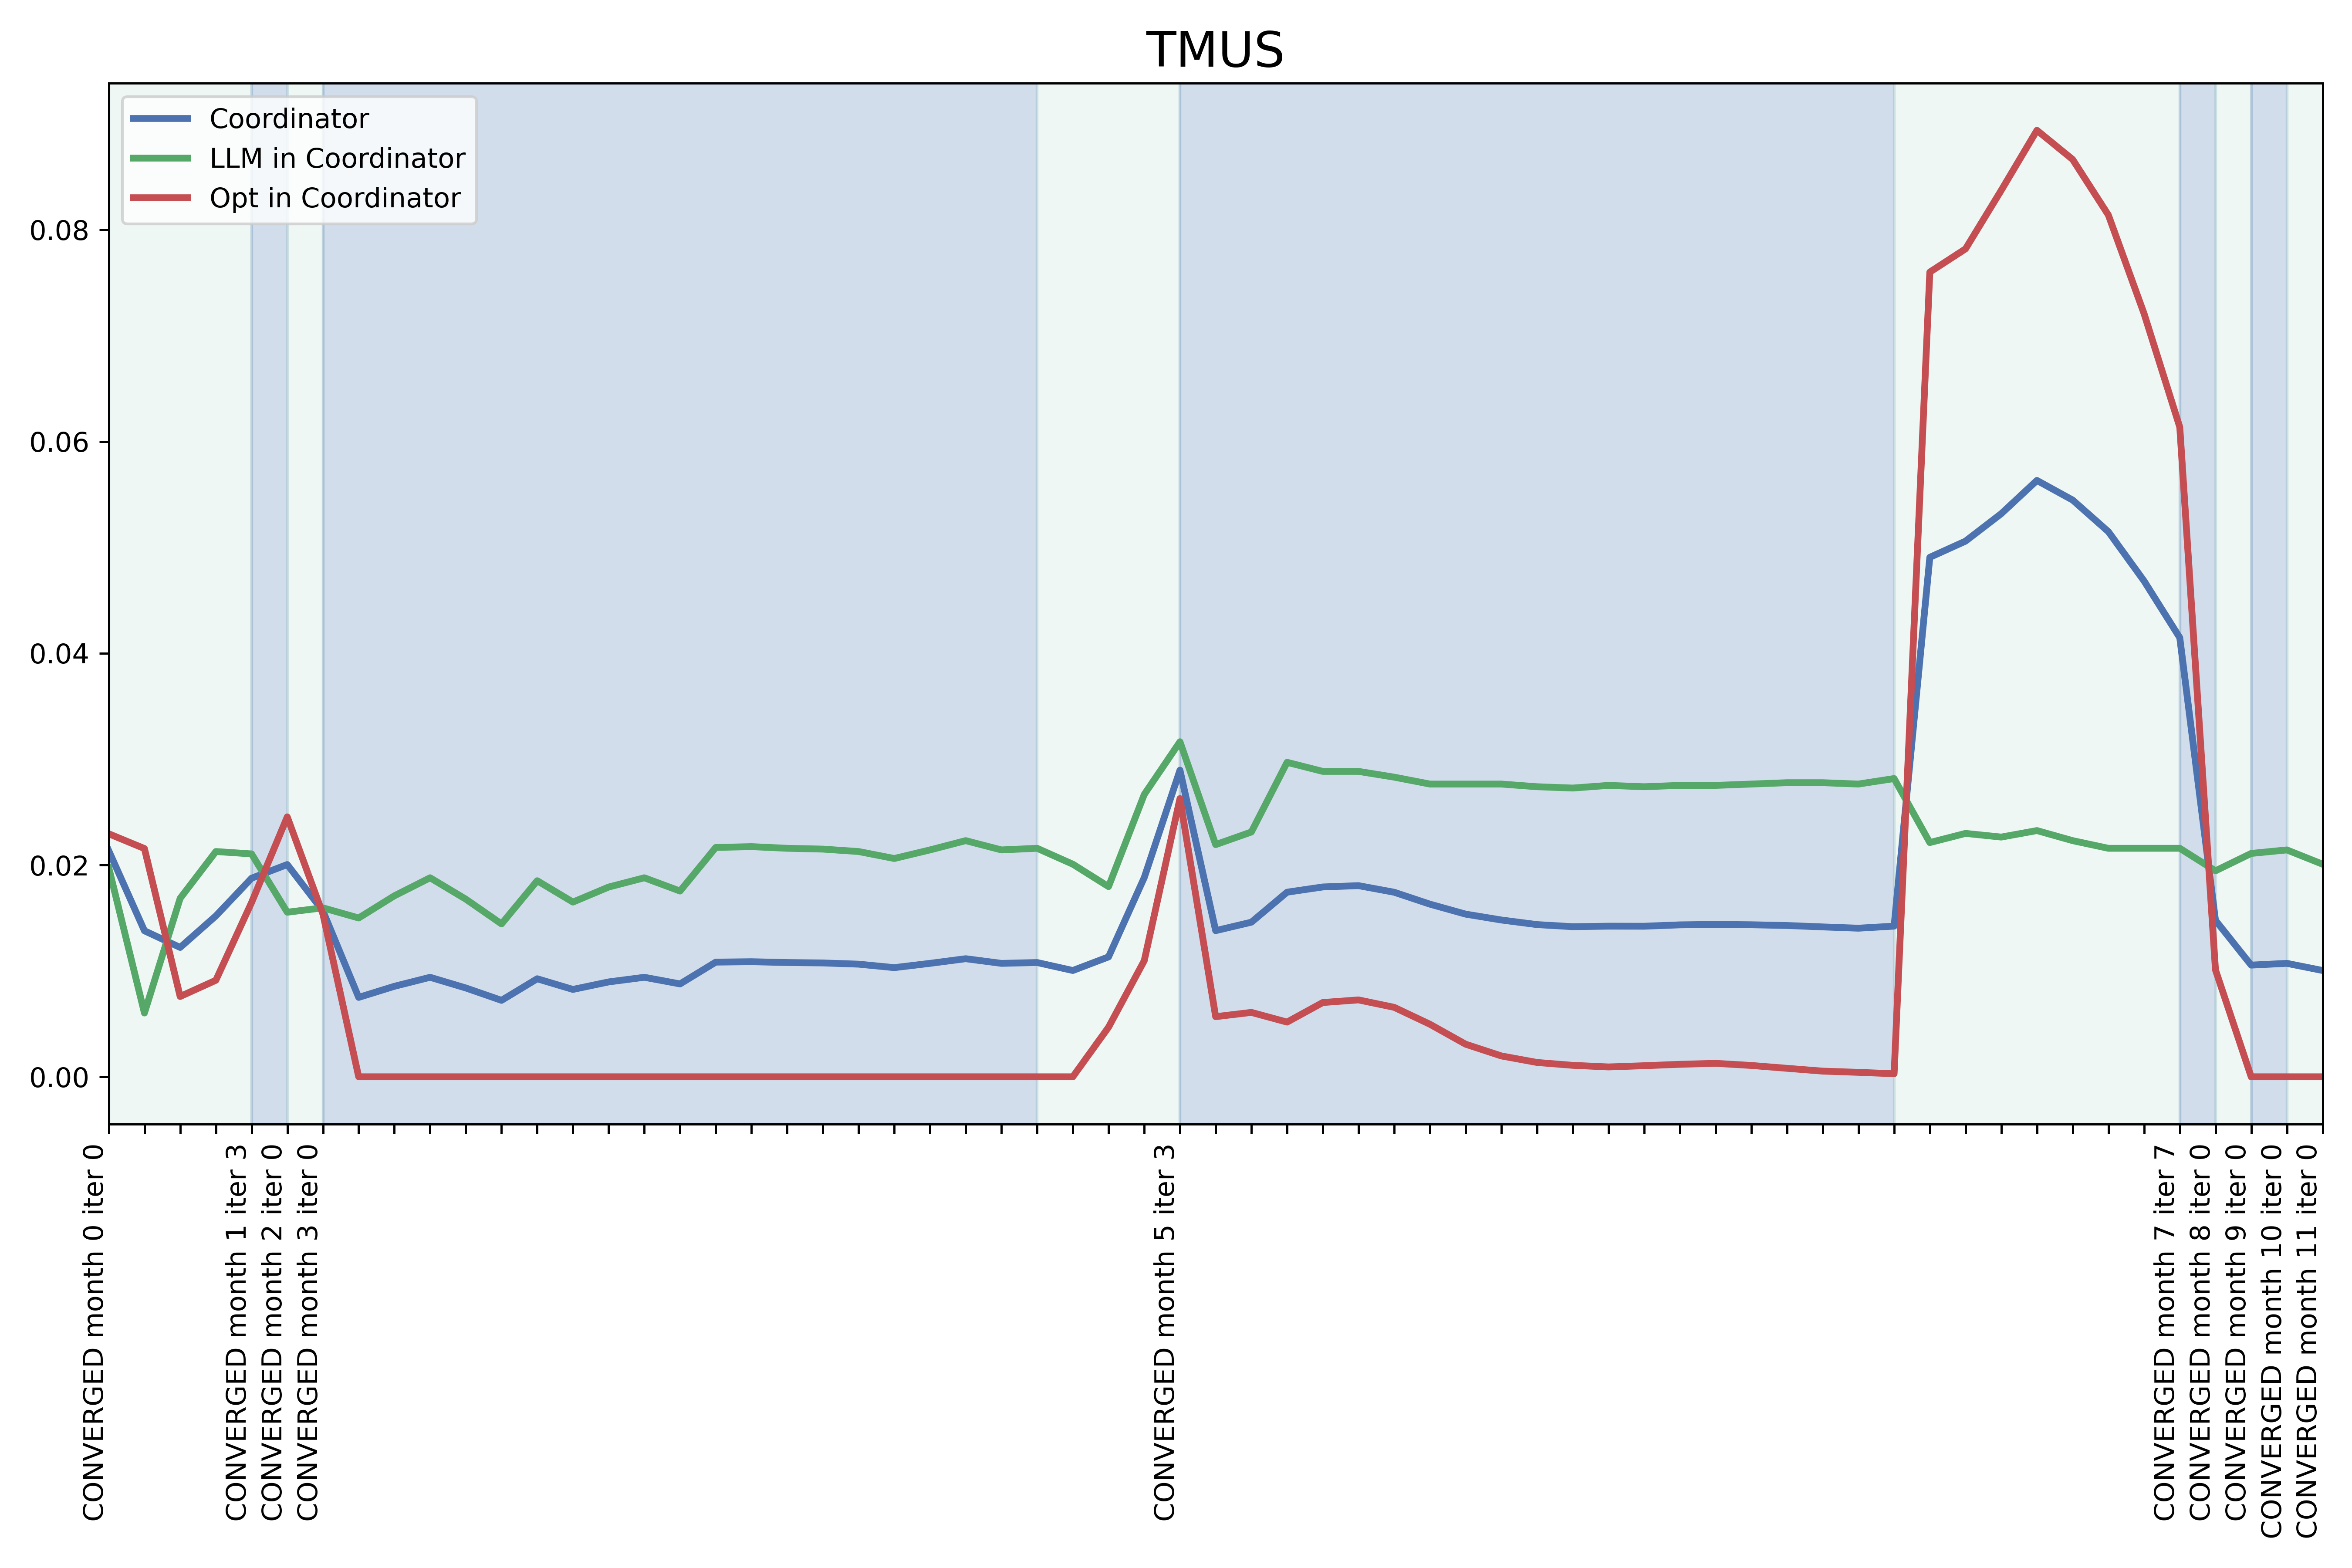 TMUS
Coordinator
LLM in Coordinator
Opt in Coordinator
0.08
0.06
0.04
0.02
0.00
CONVERGED month 0 iter 0
CONVERGED month 1 iter 3
CONVERGED month 2 iter 0
CONVERGED month 3 iter 0
CONVERGED month 5 iter 3
CONVERGED month 7 iter 7
CONVERGED month 8 iter 0
CONVERGED month 9 iter 0
CONVERGED month 10 iter 0
CONVERGED month 11 iter 0